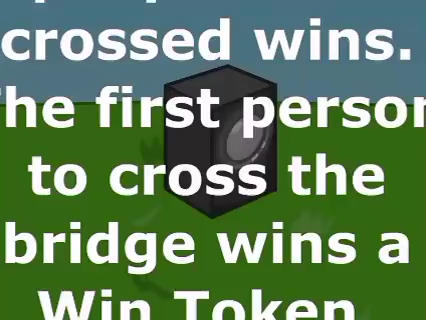 crossed wins.
The first person
to cross the
bridge wins a
Win Token